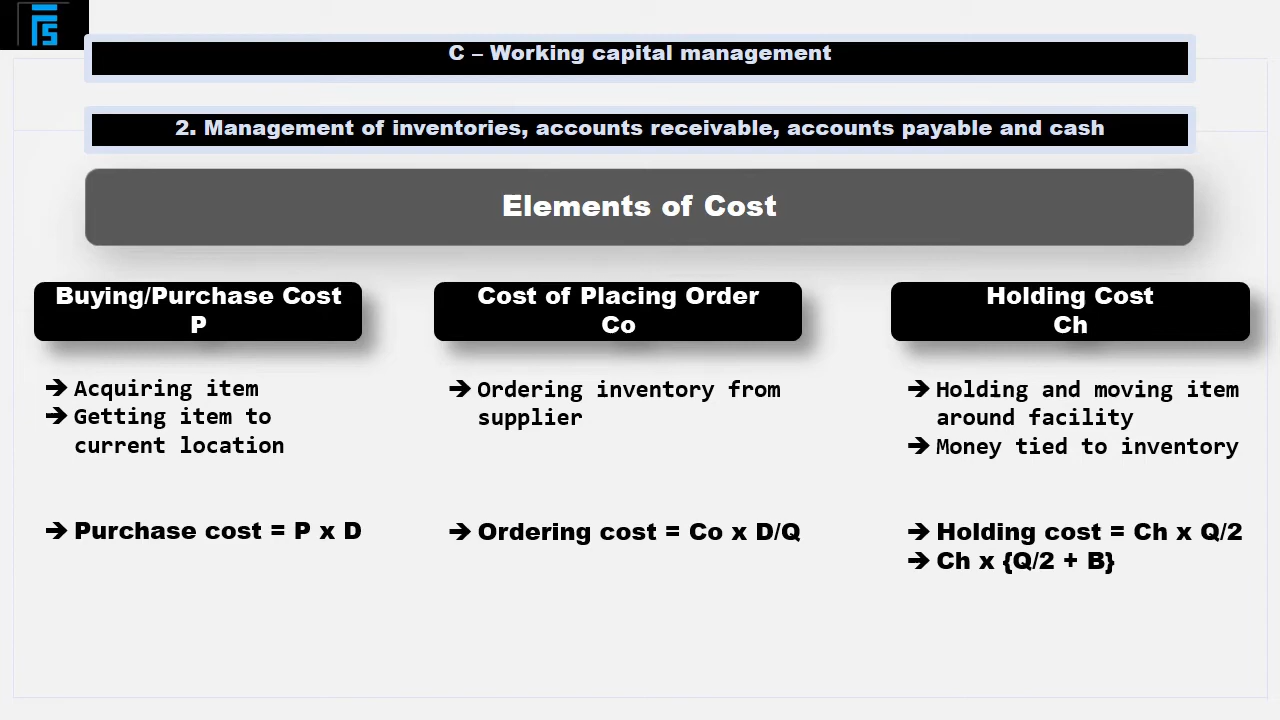 C – Working capital management
2. Management of inventories, accounts receivable, accounts payable and cash
Elements of Cost
Buying/Purchase Cost
P
➔ Acquiring item
➔ Getting item to
current location
➔ Purchase cost = P x D
Cost of Placing Order
Co
➔ Ordering inventory from
supplier
➔ Ordering cost = Co x D/Q
Holding Cost
Ch
➔ Holding and moving item
around facility
➔ Money tied to inventory
➔ Holding cost = Ch x Q/2
➔ Ch x {Q/2 + B}